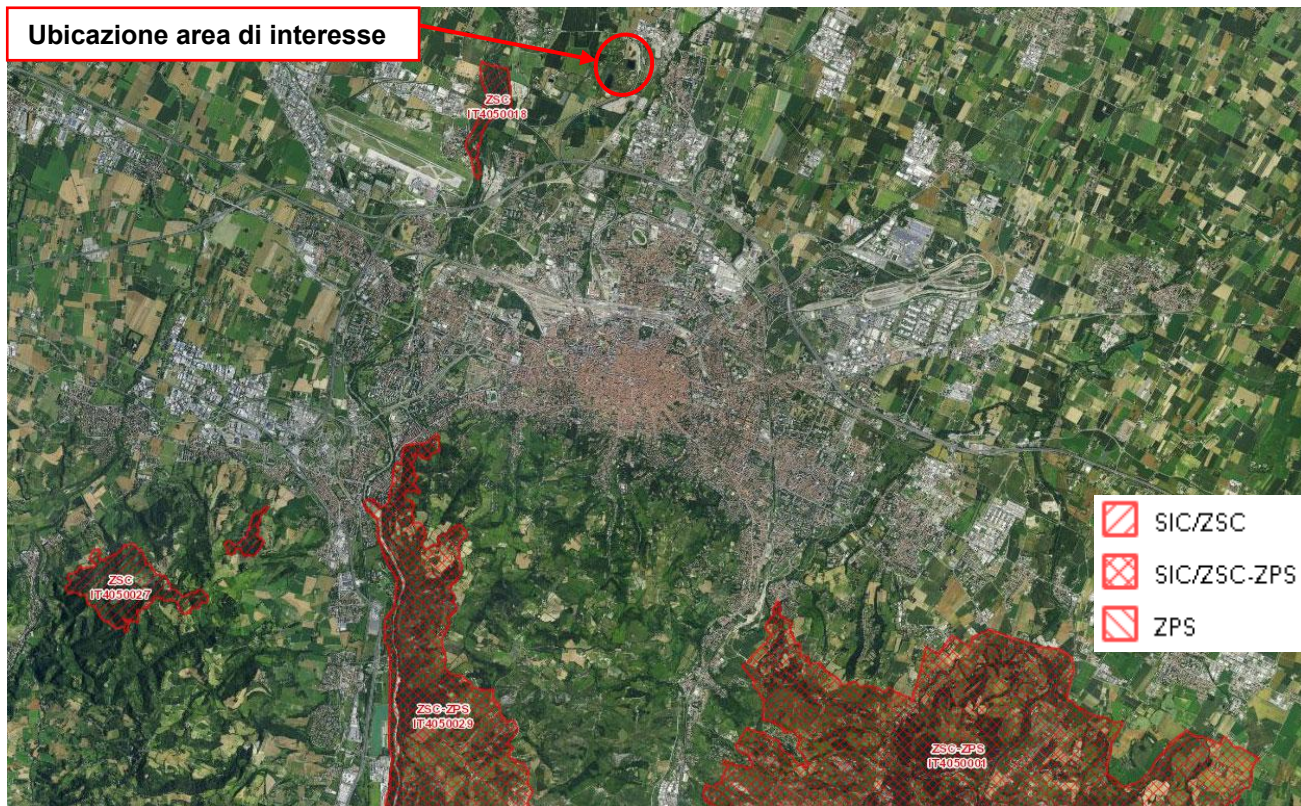 Ubicazione area di interesse
ZSC
IT4050018
ZSC
IT4050027
ZSC-ZPS
IT4050029
ZSC-ZPS
IT4050001
SIC/ZSC
SIC/ZSC-ZPS
ZPS